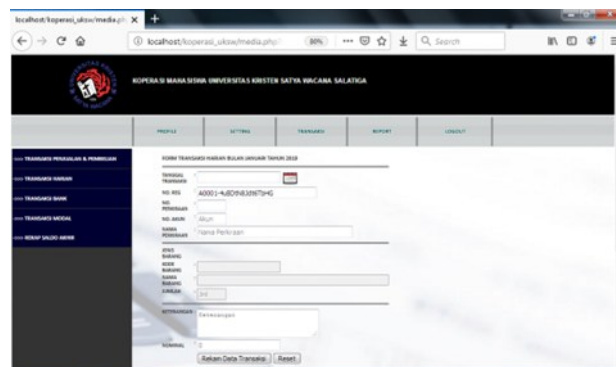 localhost/koperasi_uksw/media.ph
localhost/koperasi_uksw/media.php
80%
Search
KOPERASI MAHASISWA UNIVERSITAS KRISTEN SATYA WACANA SALATIGA
PROFILE SETTING TRANSAKSI REPORT LOGOUT
>>> TRANSAKSI PENJUALAN & PEMBELIAN
>>> TRANSAKSI HARIAN
>>> TRANSAKSI BANK
>>> TRANSAKSI MODAL
>>> REKAP SALDO AKHIR
FORM TRANSAKSI HARIAN BULAN JANUARI TAHUN 2018
TANGGAL TRANSAKSI :
NO. REG :
NO. PERKIRAAN :
NO. AKUN : Akun
NAMA PERKIRAAN : Nama Perkiraan
JENIS BARANG
KODE BARANG :
NAMA BARANG :
JUMLAH : Jml
KETERANGAN : Keterangan
NOMINAL : 0
Rekam Data Transaksi Reset